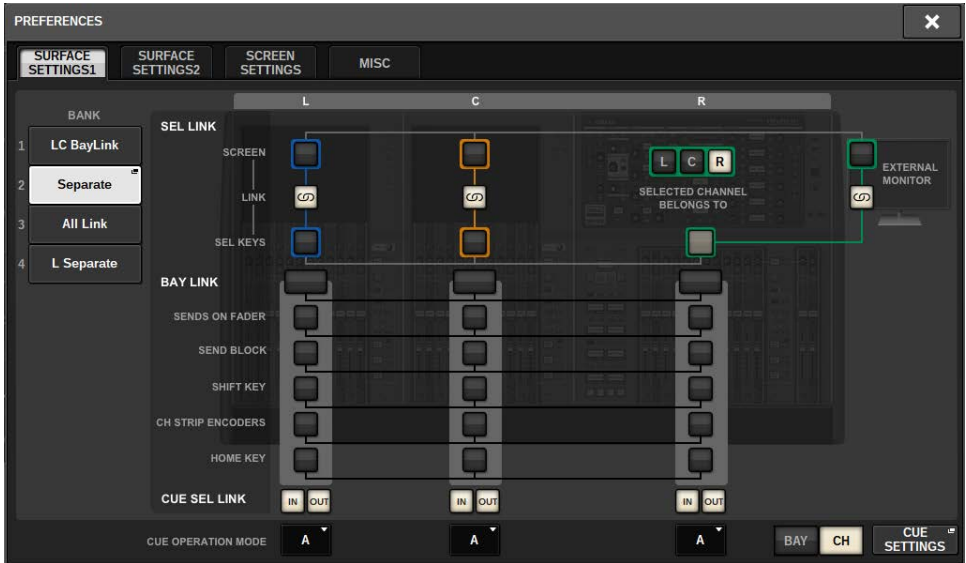 PREFERENCES
SURFACE
SETTINGS1
SURFACE
SETTINGS2
SCREEN
SETTINGS
MISC
L
C
R
BANK
1
LC BayLink
2
Separate
3
All Link
4
L Separate
SEL LINK
SCREEN
LINK
SEL KEYS
L
C
R
SELECTED CHANNEL
BELONGS TO
EXTERNAL
MONITOR
BAY LINK
SENDS ON FADER
SEND BLOCK
SHIFT KEY
CH STRIP ENCODERS
HOME KEY
CUE SEL LINK
IN OUT
IN OUT
IN OUT
CUE OPERATION MODE
A
A
A
BAY
CH
CUE
SETTINGS